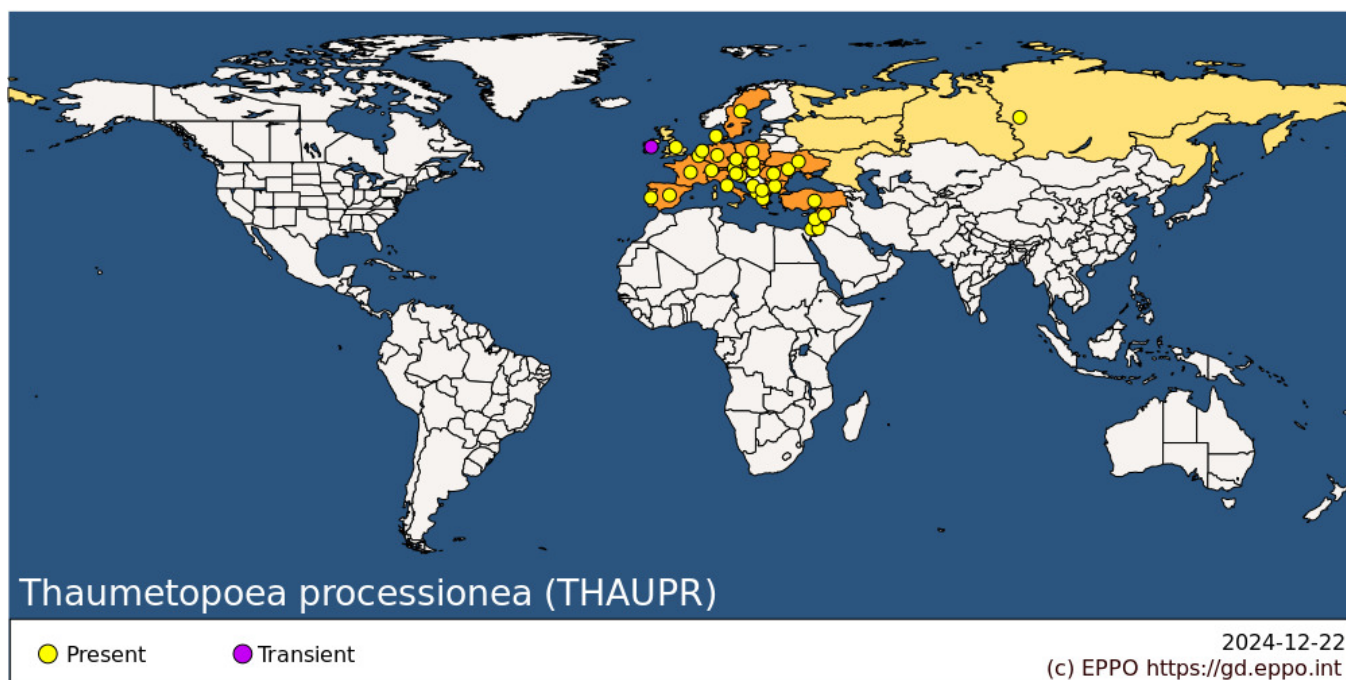 Thaumetopoea processionea (THAUPR)
Present
Transient
2024-12-22
(c) EPPO https://gd.eppo.int